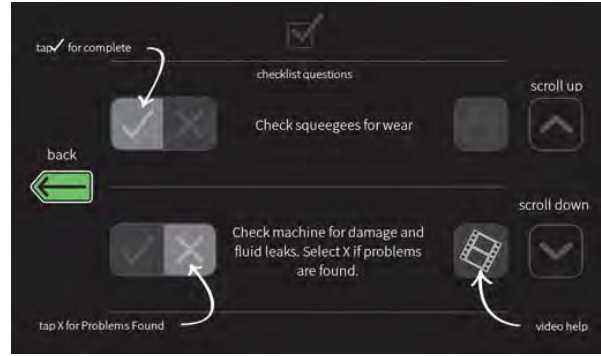 tap✓ for complete
checklist questions
scroll up
Check squeegees for wear
back
scroll down
Check machine for damage and
fluid leaks. Select X if problems
are found.
tap X for Problems Found
video help